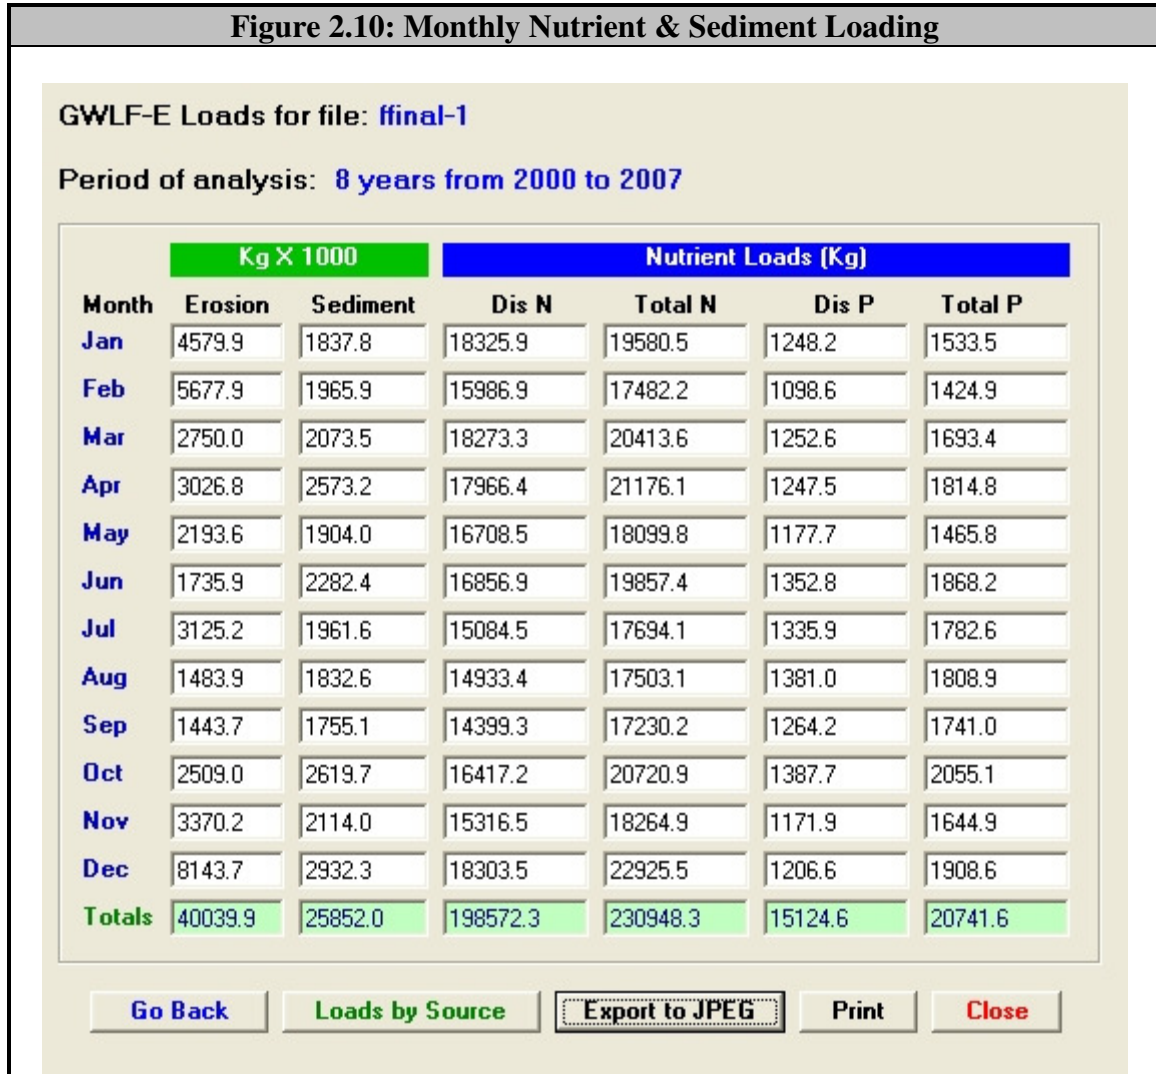 Figure 2.10: Monthly Nutrient & Sediment Loading
GWLF-E Loads for file: ffinal-1
Period of analysis: 8 years from 2000 to 2007
Kg X 1000 Nutrient Loads (Kg)
Month Erosion Sediment Dis N Total N Dis P Total P
Jan 4579.9 1837.8 18325.9 19580.5 1248.2 1533.5
Feb 5677.9 1965.9 15986.9 17482.2 1098.6 1424.9
Mar 2750.0 2073.5 18273.3 20413.6 1252.6 1693.4
Apr 3026.8 2573.2 17966.4 21176.1 1247.5 1814.8
May 2193.6 1904.0 16708.5 18099.8 1177.7 1465.8
Jun 1735.9 2282.4 16856.9 19857.4 1352.8 1868.2
Jul 3125.2 1961.6 15084.5 17694.1 1335.9 1782.6
Aug 1483.9 1832.6 14933.4 17503.1 1381.0 1808.9
Sep 1443.7 1755.1 14399.3 17230.2 1264.2 1741.0
Oct 2509.0 2619.7 16417.2 20720.9 1387.7 2055.1
Nov 3370.2 2114.0 15316.5 18264.9 1171.9 1644.9
Dec 8143.7 2932.3 18303.5 22925.5 1206.6 1908.6
Totals 40039.9 25852.0 198572.3 230948.3 15124.6 20741.6
Go Back Loads by Source Export to JPEG Print Close